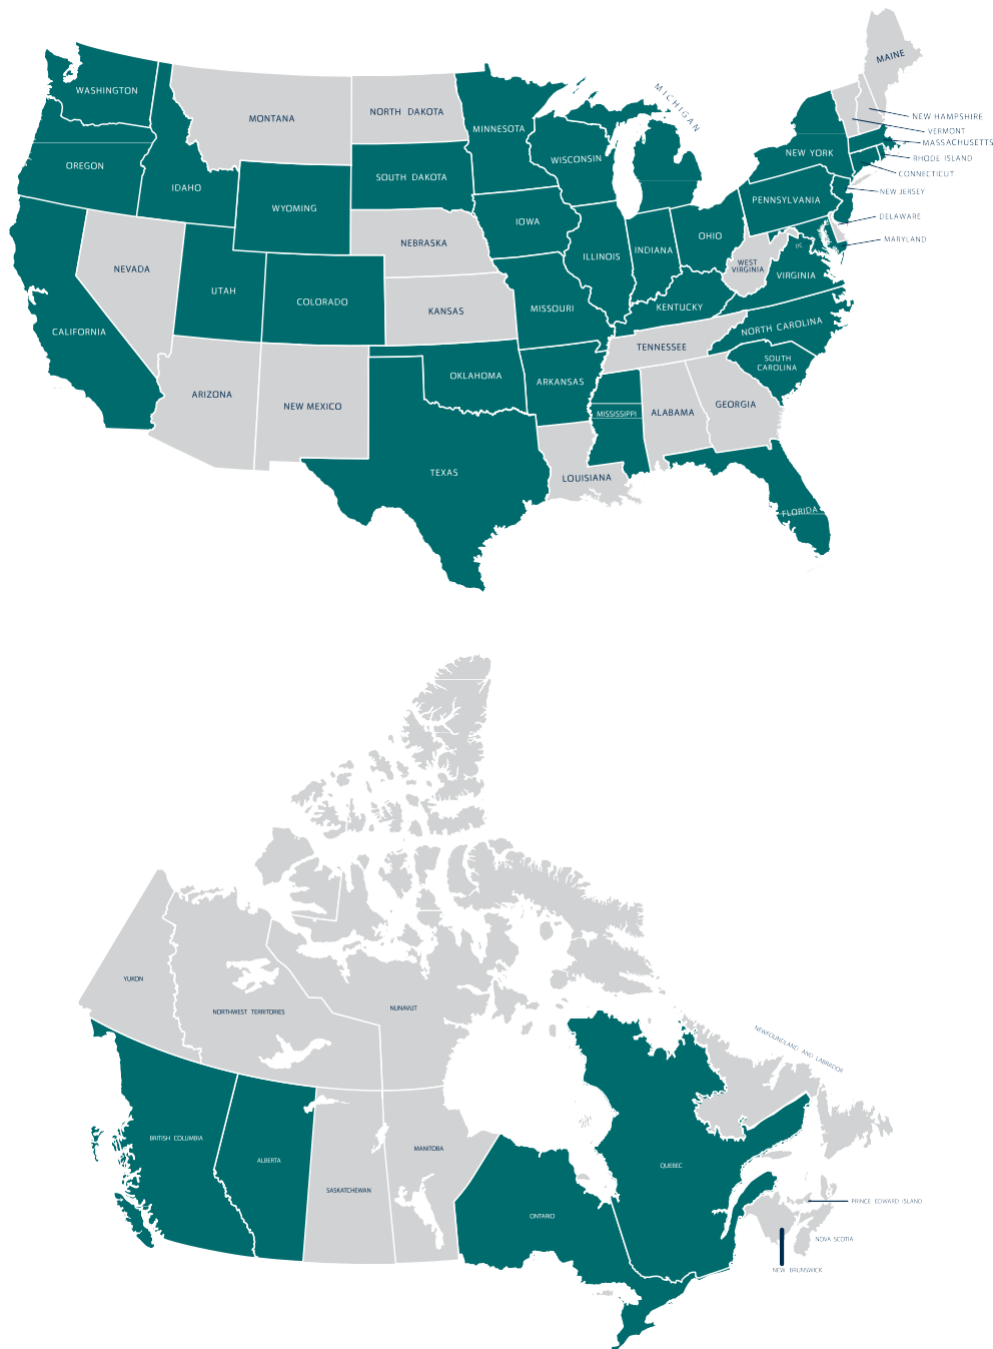 MAINE
MICHIGAN
WASHINGTON
MONTANA
NORTH DAKOTA
MINNESOTA
NEW HAMPSHIRE
VERMONT
MASSACHUSETTS
OREGON
IDAHO
SOUTH DAKOTA
WISCONSIN
NEW YORK
RHODE ISLAND
CONNECTICUT
WYOMING
IOWA
PENNSYLVANIA
NEW JERSEY
NEVADA
NEBRASKA
ILLINOIS
INDIANA
OHIO
DELAWARE
MARYLAND
UTAH
COLORADO
WEST
VIRGINIA
VIRGINIA
CALIFORNIA
KANSAS
MISSOURI
KENTUCKY
NORTH CAROLINA
TENNESSEE
SOUTH
CAROLINA
ARIZONA
NEW MEXICO
OKLAHOMA
ARKANSAS
MISSISSIPPI
ALABAMA
GEORGIA
TEXAS
LOUISIANA
FLORIDA
YUKON
NORTHWEST TERRITORIES
NUNAVUT
NEWFOUNDLAND AND LABRADOR
BRITISH COLUMBIA
ALBERTA
SASKATCHEWAN
MANITOBA
ONTARIO
QUEBEC
PRINCE EDWARD ISLAND
NOVA SCOTIA
NEW BRUNSWICK